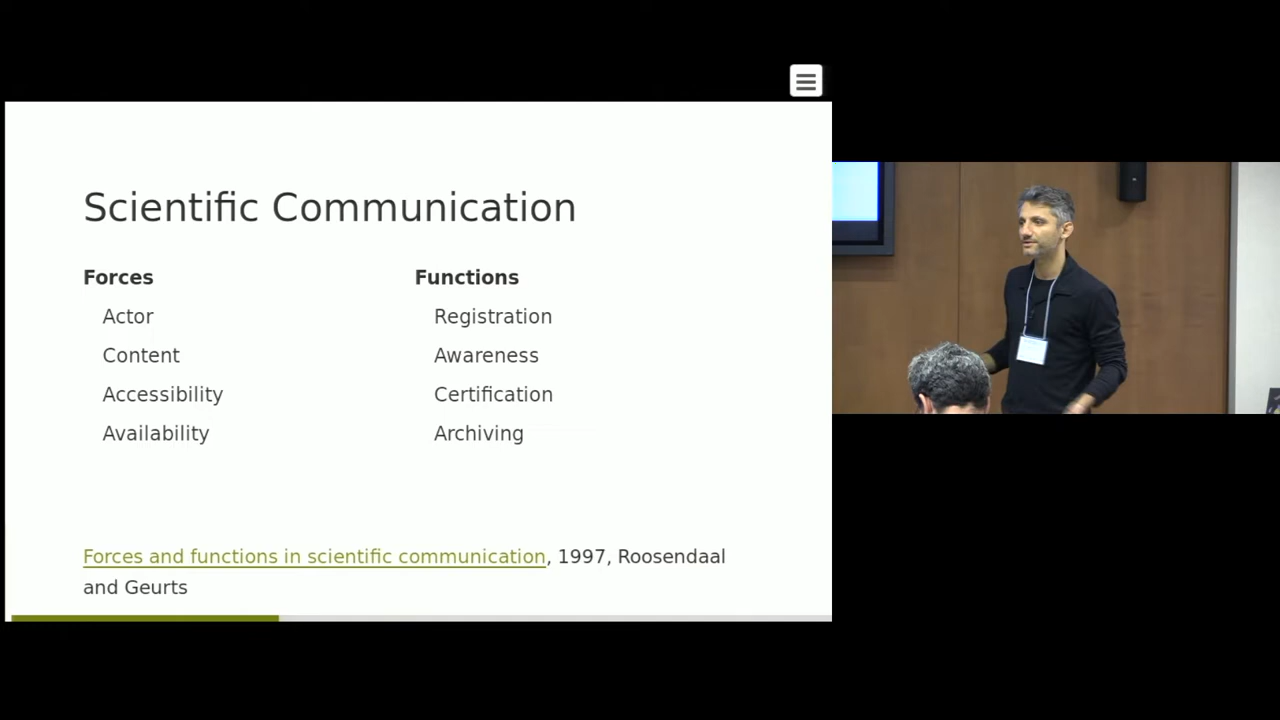 Scientific Communication
Forces
Actor
Content
Accessibility
Availability
Functions
Registration
Awareness
Certification
Archiving
Forces and functions in scientific communication, 1997, Roosendaal
and Geurts